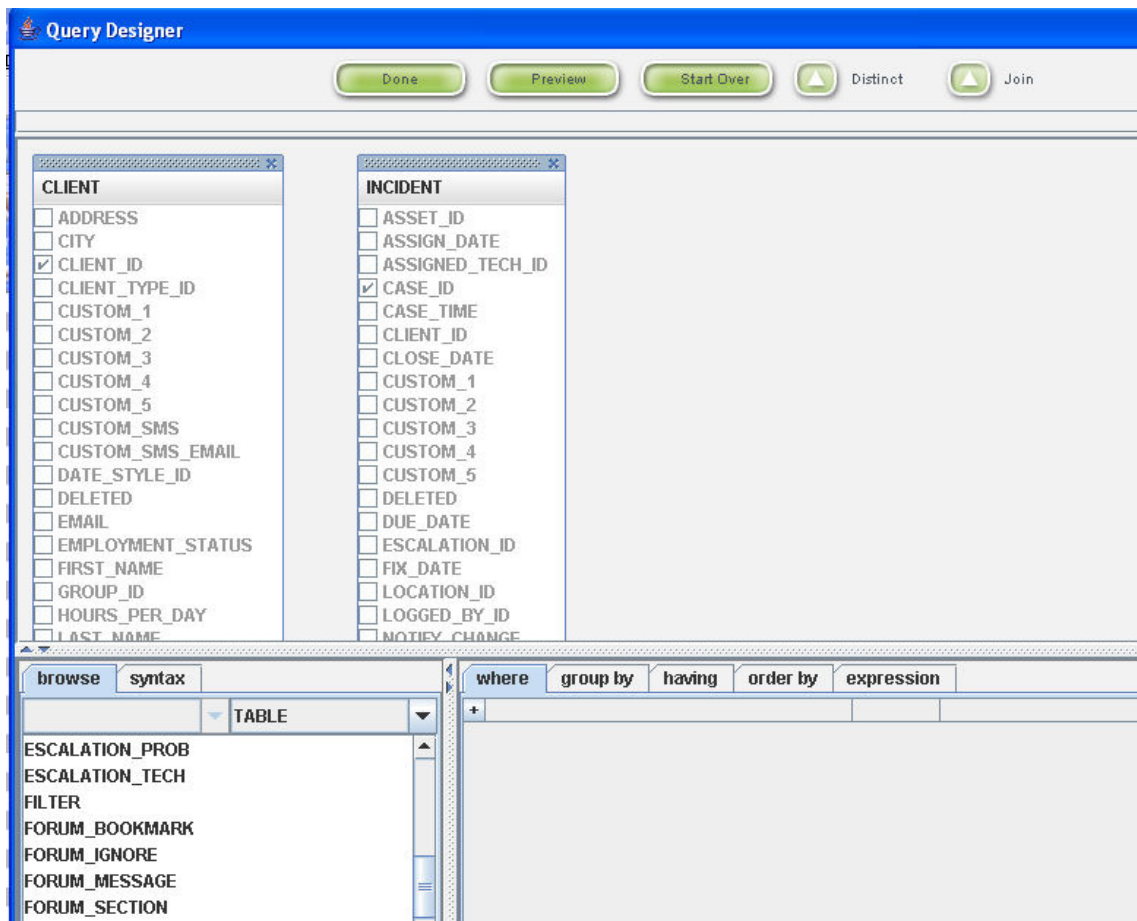 Query Designer
Done Preview Start Over Distinct Join
CLIENT
ADDRESS
CITY
CLIENT_ID
CLIENT_TYPE_ID
CUSTOM_1
CUSTOM_2
CUSTOM_3
CUSTOM_4
CUSTOM_5
CUSTOM_SMS
CUSTOM_SMS_EMAIL
DATE_STYLE_ID
DELETED
EMAIL
EMPLOYMENT_STATUS
FIRST_NAME
GROUP_ID
HOURS_PER_DAY
LAST_NAME
INCIDENT
ASSET_ID
ASSIGN_DATE
ASSIGNED_TECH_ID
CASE_ID
CASE_TIME
CLIENT_ID
CLOSE_DATE
CUSTOM_1
CUSTOM_2
CUSTOM_3
CUSTOM_4
CUSTOM_5
DELETED
DUE_DATE
ESCALATION_ID
FIX_DATE
LOCATION_ID
LOGGED_BY_ID
NOTIFY_CHANGE
browse syntax
TABLE
ESCALATION_PROB
ESCALATION_TECH
FILTER
FORUM_BOOKMARK
FORUM_IGNORE
FORUM_MESSAGE
FORUM_SECTION
where group by having order by expression
+